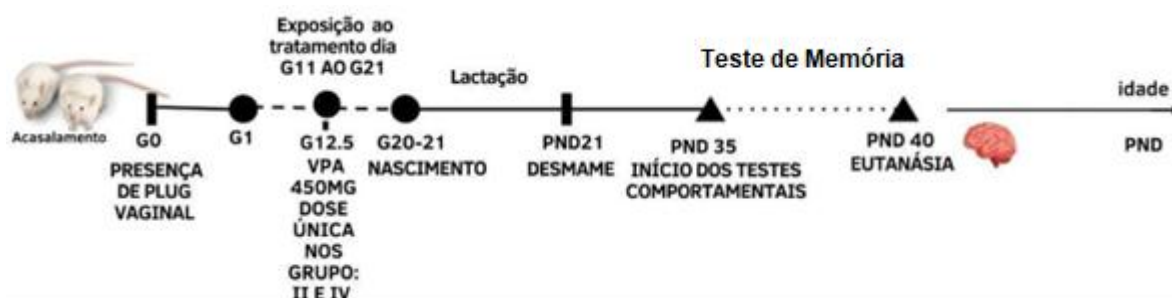 Exposição ao
tratamento dia
G11 AO G21
Lactação
Teste de Memória
idade
Acasalamento
G0
G1
G12.5
G20-21
PND21
PND 35
PND 40
PND
PRESENÇA
DE PLUG
VAGINAL
VPA
450MG
DOSE
ÚNICA
NOS
GRUPO:
II E IV
NASCIMENTO
DESMAME
INÍCIO DOS TESTES
COMPORTAMENTAIS
EUTANÁSIA